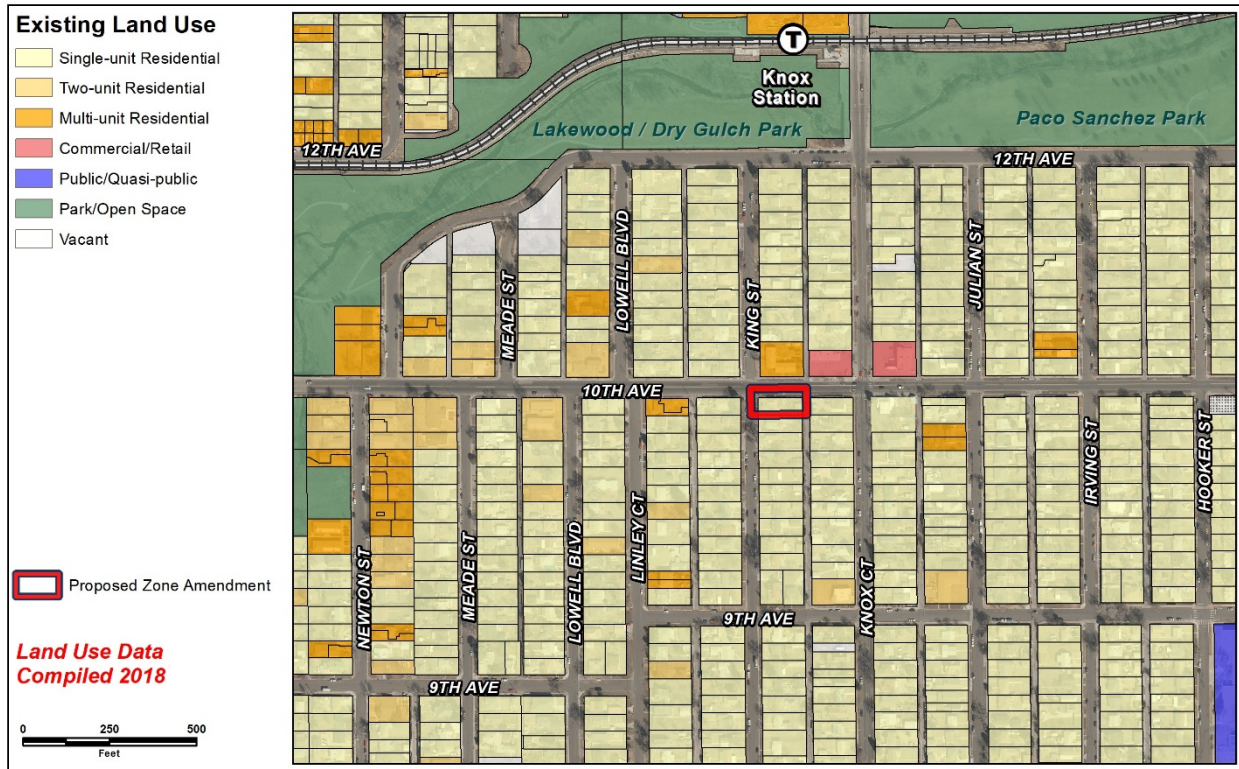 Existing Land Use
Single-unit Residential
Two-unit Residential
Multi-unit Residential
Commercial/Retail
Public/Quasi-public
Park/Open Space
Vacant
Proposed Zone Amendment
Land Use Data
Compiled 2018
0 250 500
Feet
T
Knox
Station
Lakewood / Dry Gulch Park
Paco Sanchez Park
12TH AVE
12TH AVE
MEADE ST
LOWELL BLVD
KING ST
JULIAN ST
10TH AVE
NEWTON ST
MEADE ST
LOWELL BLVD
LINLEY CT
KNOX CT
IRVING ST
HOOKER ST
9TH AVE
9TH AVE